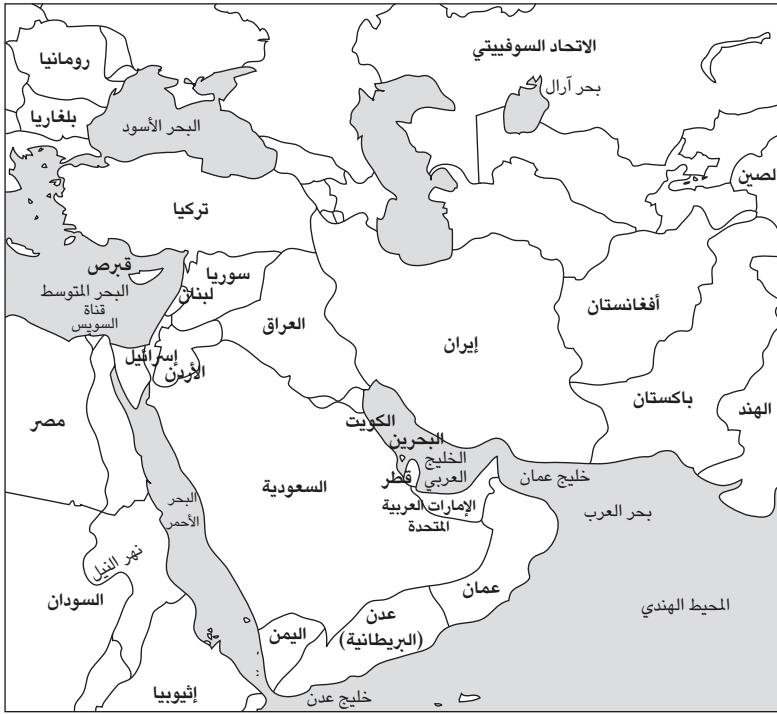 رومانيا
الاتحاد السوفييتي
بحر آرال
بلغاريا
البحر الأسود
لصين
تركيا
قبرص
سوريا
البحر المتوسط
لبنان
قناة
السويس
أفغانستان
العراق
إيران
إسرائيل
الأردن
باكستان
الهند
مصر
الكويت
البحرين
الخليج
العربي
خليج عمان
قطر
السعودية
الإمارات العربية
المتحدة
بحر العرب
البحر
الأحمر
نهر النيل
السودان
عمان
المحيط الهندي
عدن
(البريطانية)
اليمن
إثيوبيا
خليج عدن